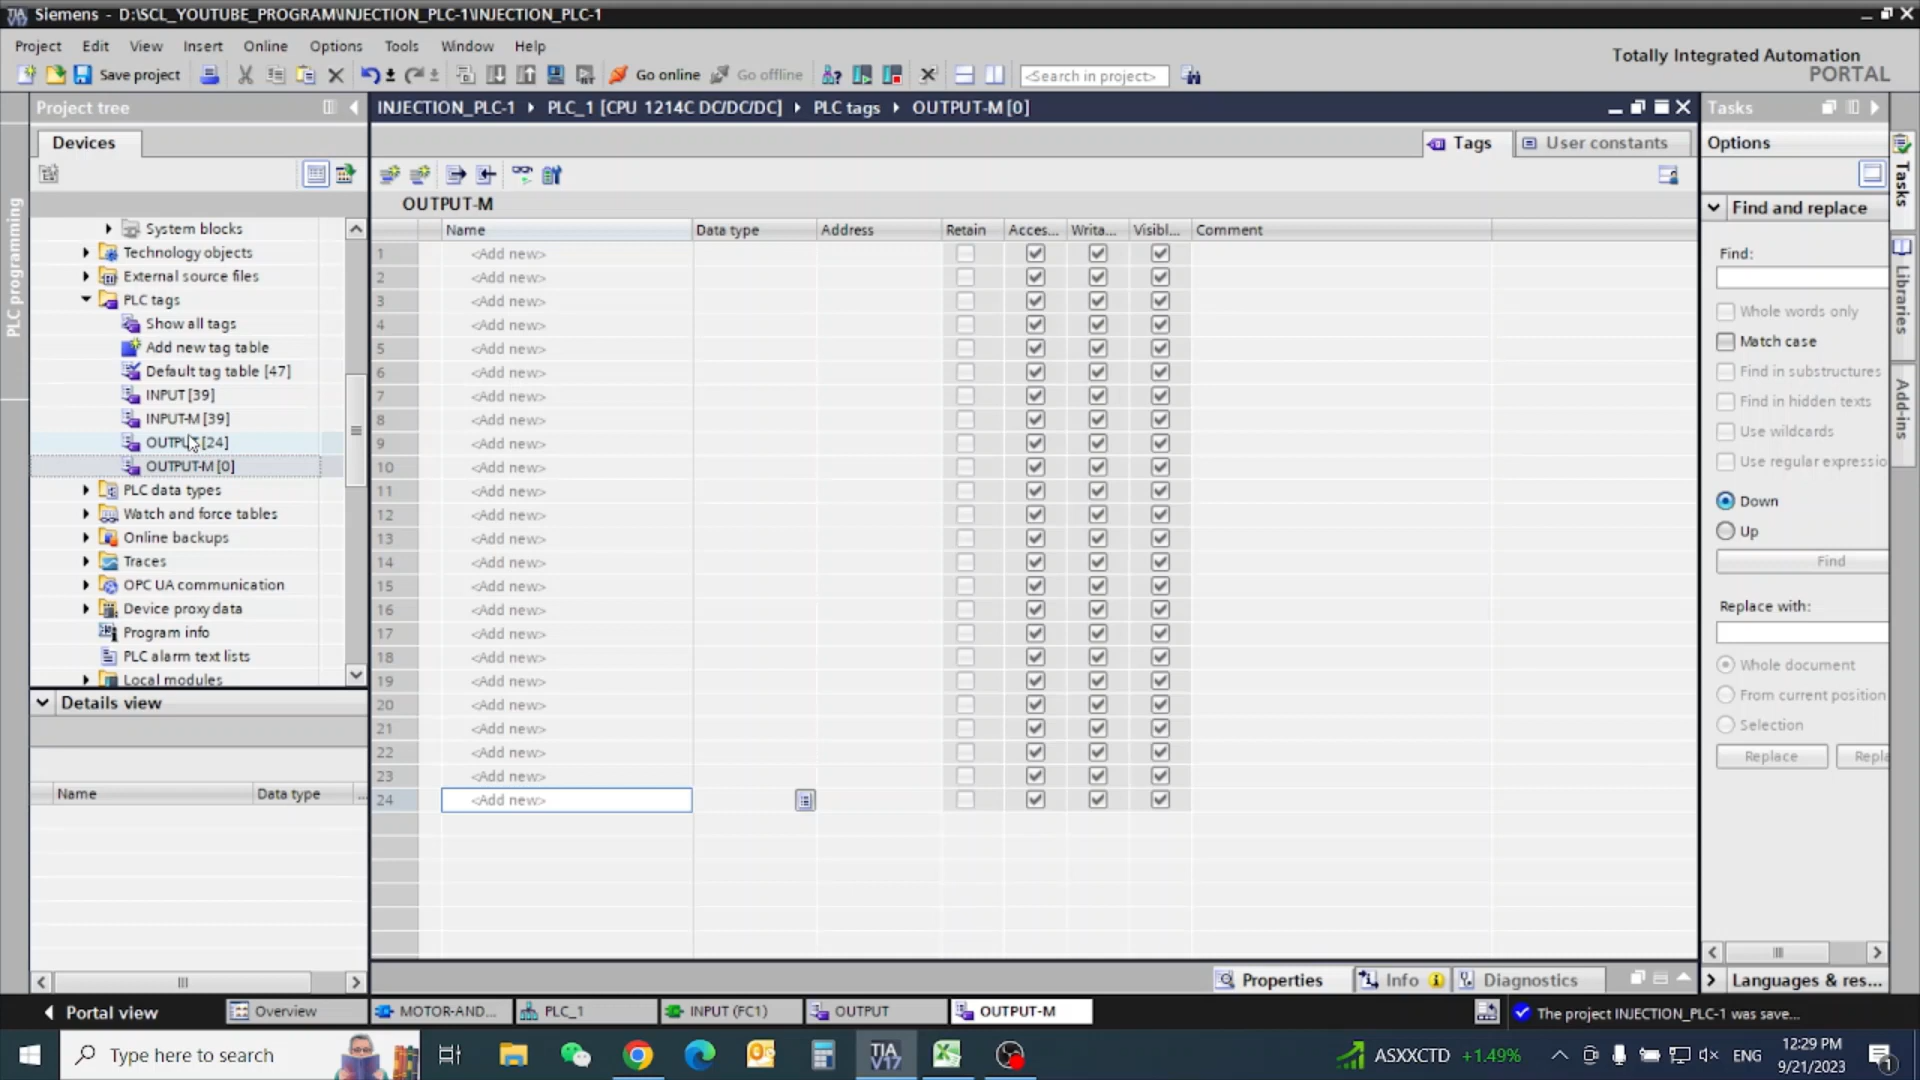 Siemens - D:\SCL_YOUTUBE_PROGRAM\INJECTION_PLC-1\INJECTION_PLC-1
Project Edit View Insert Online Options Tools Window Help
Totally Integrated Automation
PORTAL
Save project Go online Go offline <Search in project>
Project tree
INJECTION_PLC-1 PLC_1 [CPU 1214C DC/DC/DC] PLC tags OUTPUT-M [0]
Tasks
Devices
Tags User constants
Options
OUTPUT-M
PLC programming
System blocks
Technology objects
External source files
PLC tags
Show all tags
Add new tag table
Default tag table [47]
INPUT [39]
INPUT-M [39]
[24]
OUTPUT-M [0]
PLC data types
Watch and force tables
Online backups
Traces
OPC UA communication
Device proxy data
Program info
PLC alarm text lists
Local modules
Details view
Name Data type ...
Name Data type Address Retain Acces... Writa... Visibl... Comment
1 <Add new>
2 <Add new>
3 <Add new>
4 <Add new>
5 <Add new>
6 <Add new>
7 <Add new>
8 <Add new>
9 <Add new>
10 <Add new>
11 <Add new>
12 <Add new>
13 <Add new>
14 <Add new>
15 <Add new>
16 <Add new>
17 <Add new>
18 <Add new>
19 <Add new>
20 <Add new>
21 <Add new>
22 <Add new>
23 <Add new>
24 <Add new>
Find and replace
Find:
Whole words only
Match case
Find in substructures
Find in hidden texts
Use wildcards
Use regular expressio
Down
Up
Find
Replace with:
Whole document
From current position
Selection
Replace Repla
Languages & res...
Tasks
Libraries
Add-ins
Properties Info Diagnostics
Portal view Overview MOTOR-AND... PLC_1 INPUT (FC1) OUTPUT OUTPUT-M The project INJECTION_PLC-1 was save...
Type here to search
TIA V17
ASXXCTD +1.49%
ENG
12:29 PM
9/21/2023
1